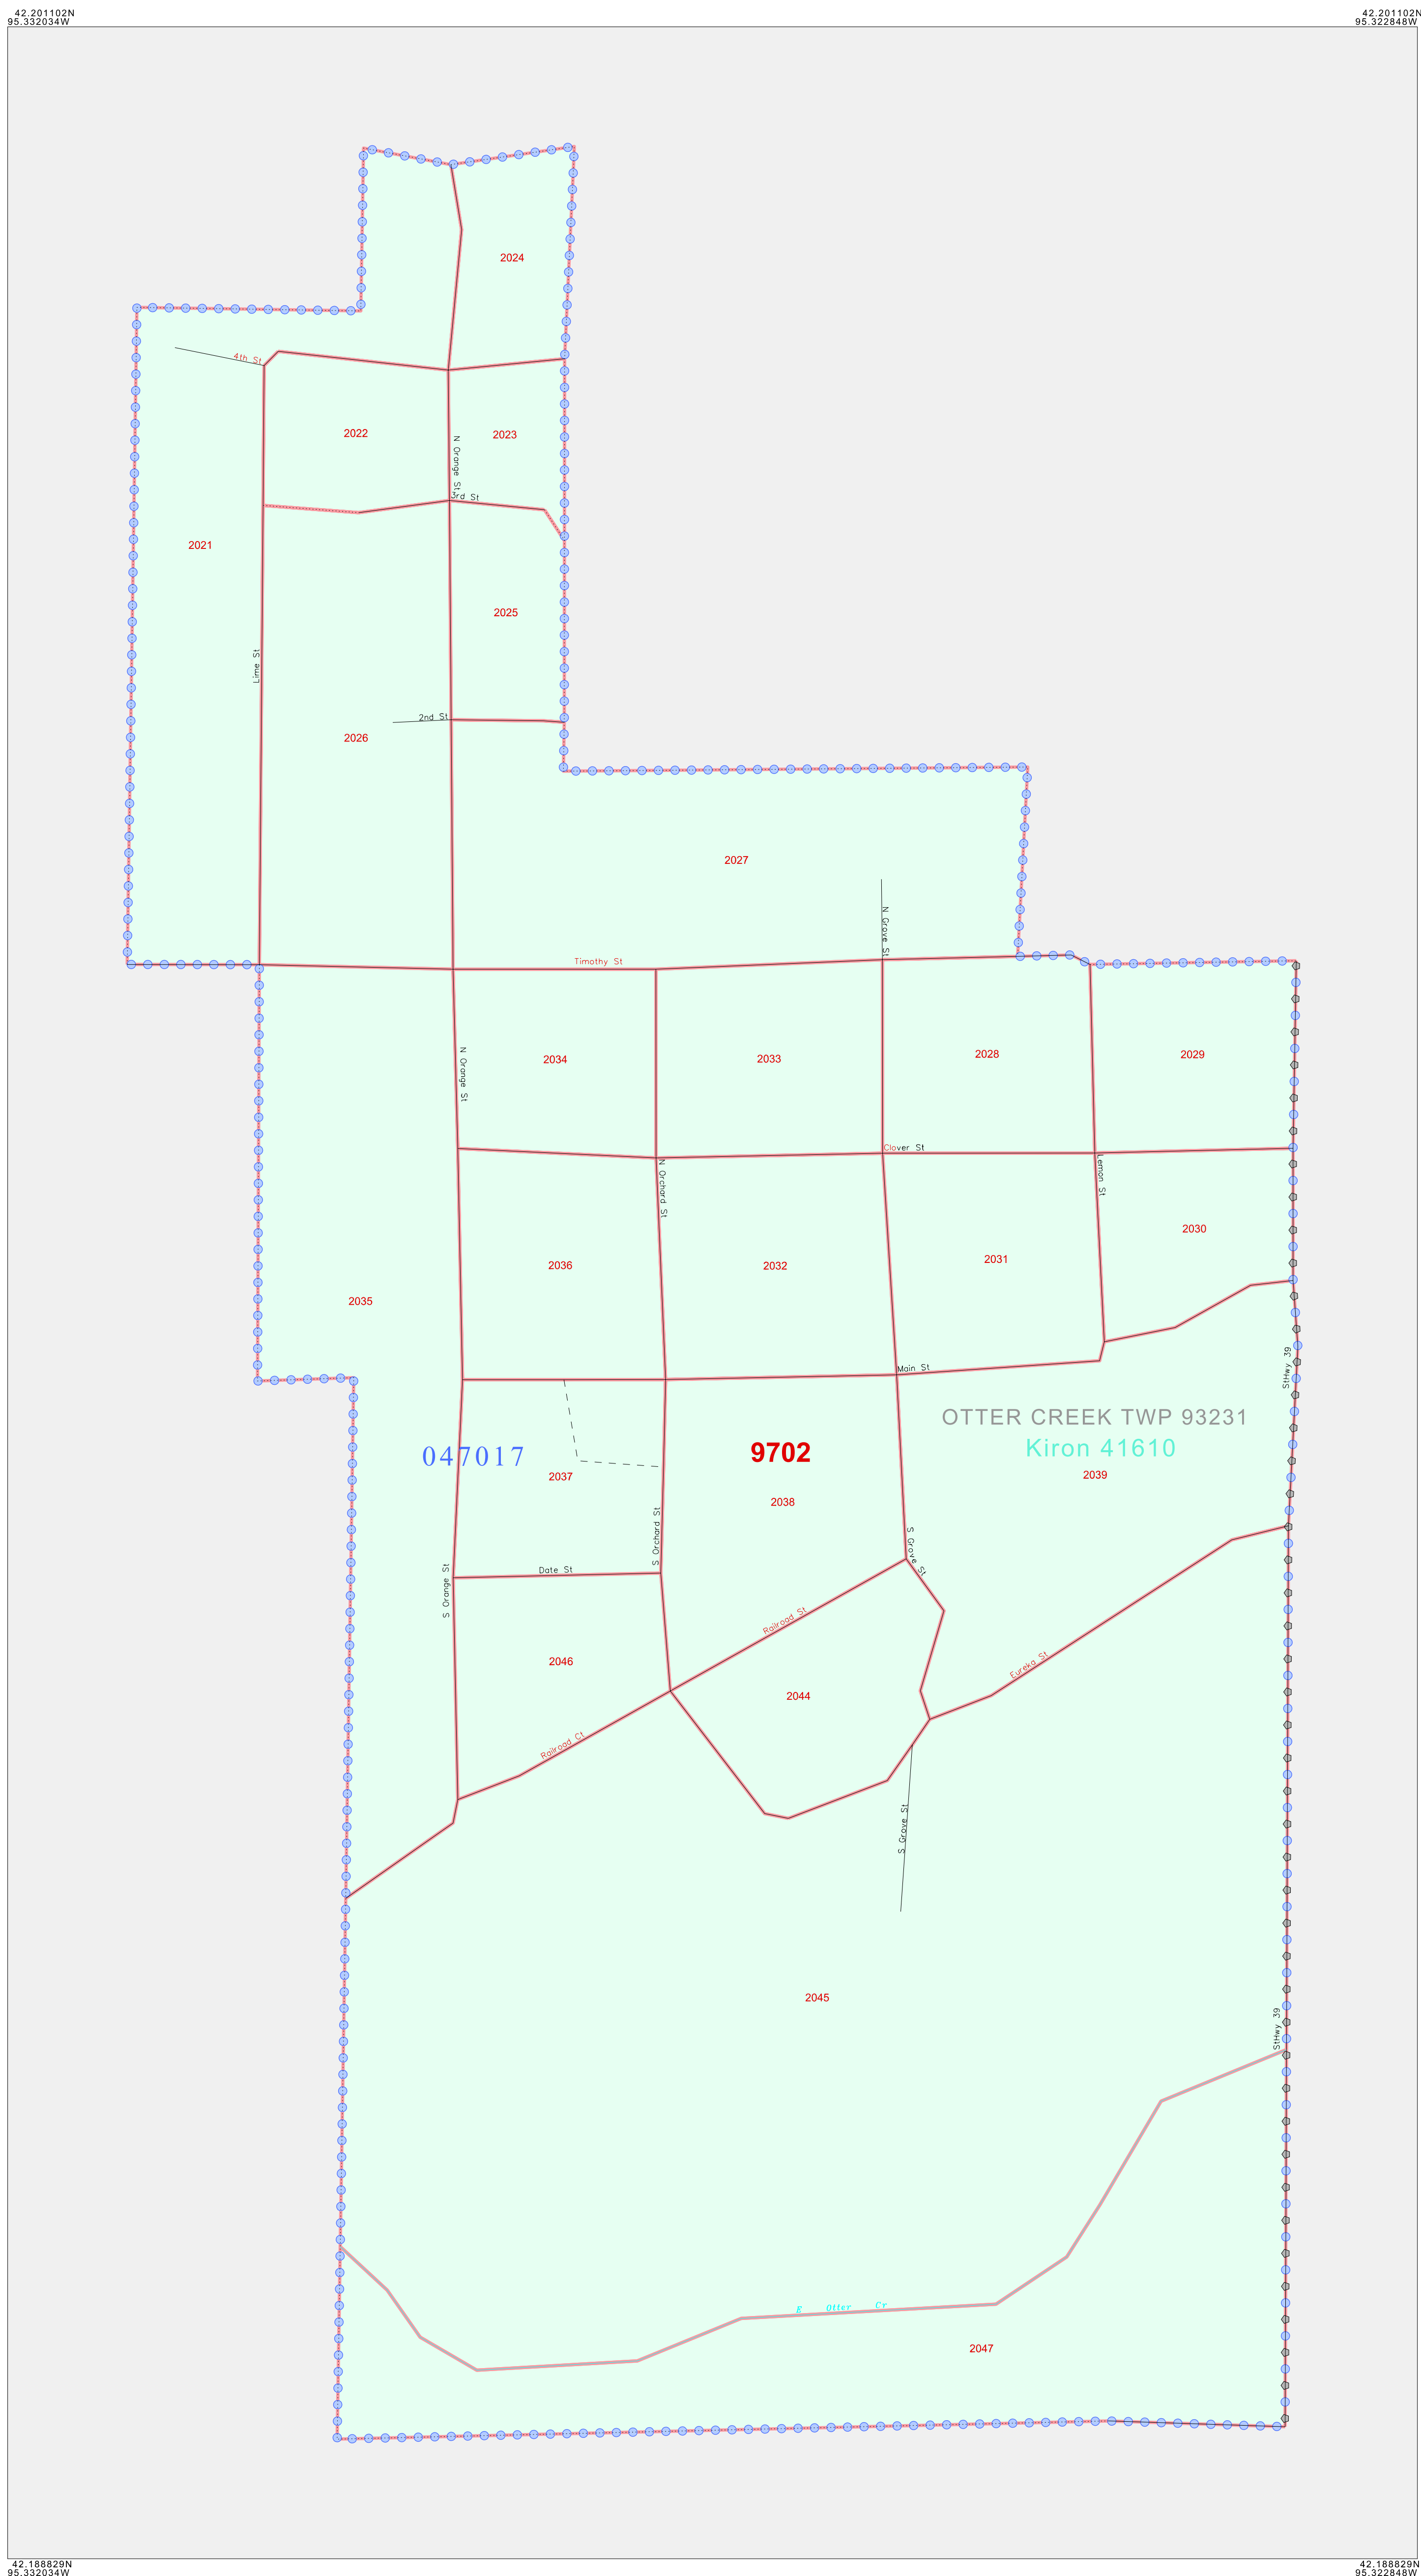 42.201102N
95.332034W
42.201102N
95.322848W
2024
4th St
2022
2023
N Orange St
3rd St
2021
2025
Lime St
2nd St
2026
2027
N Grove St
Timothy St
N Orange St
2034
2033
2028
2029
Clover St
N Orchard St
Lemon St
2030
2036
2032
2031
2035
Main St
StHwy 39
OTTER CREEK TWP 93231
Kiron 41610
047017
9702
2037
2038
2039
S Orchard St
S Grove St
S Orange St
Date St
Railroad St
2046
Eureka St
2044
Railroad Ct
S Grove St
2045
StHwy 39
E Otter Cr
2047
42.188829N
95.332034W
42.188829N
95.322848W